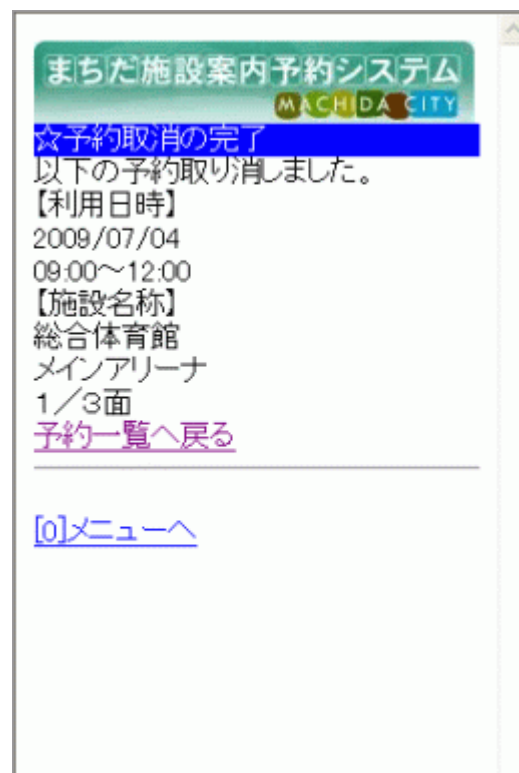 まちだ施設案内予約システム
MACHIDA CITY
☆予約取消の完了
以下の予約取り消しました。
【利用日時】
2009/07/04
09:00～12:00
【施設名称】
総合体育館
メインアリーナ
１／３面
予約一覧へ戻る
[0]メニューへ